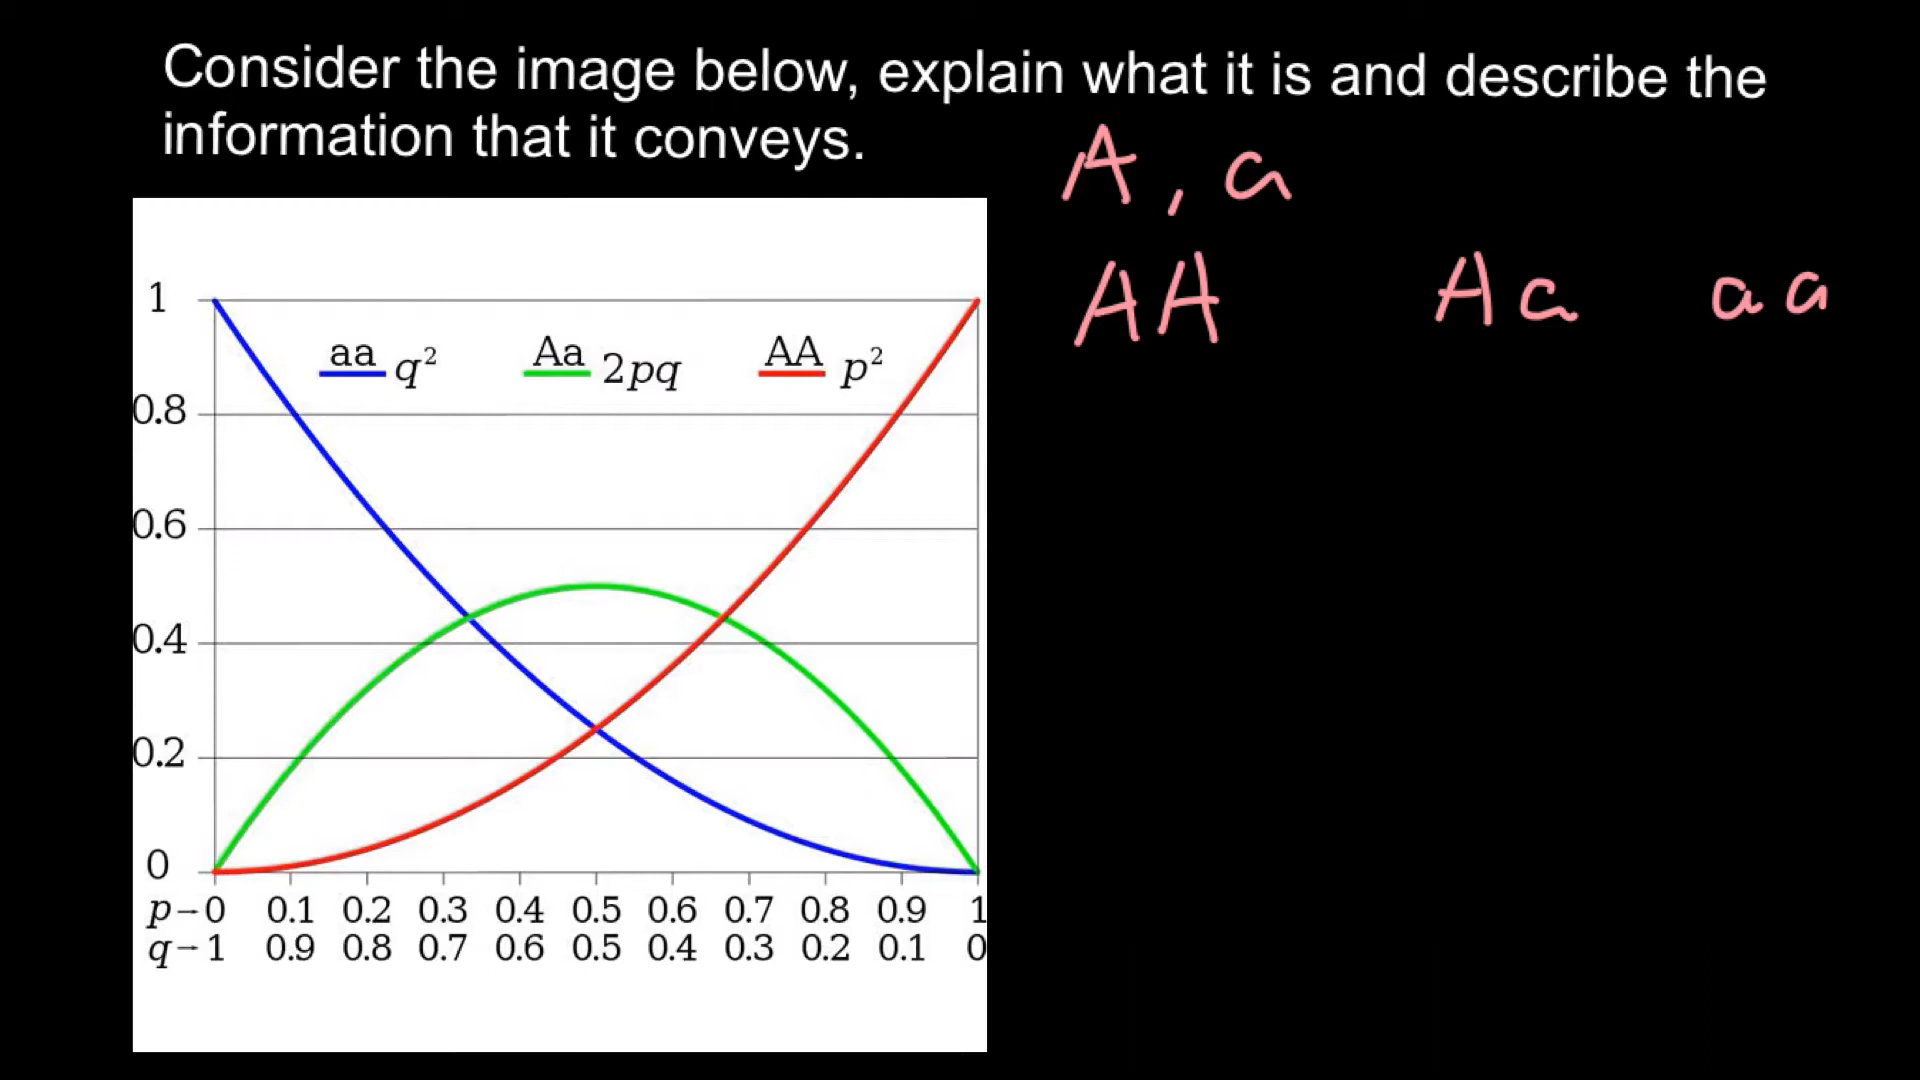 Consider the image below, explain what it is and describe the
information that it conveys.
A, a
AA Aa aa
1
aa q² Aa 2pq AA p²
0.8
0.6
0.4
0.2
0
p→0 0.1 0.2 0.3 0.4 0.5 0.6 0.7 0.8 0.9 1
q→1 0.9 0.8 0.7 0.6 0.5 0.4 0.3 0.2 0.1 0